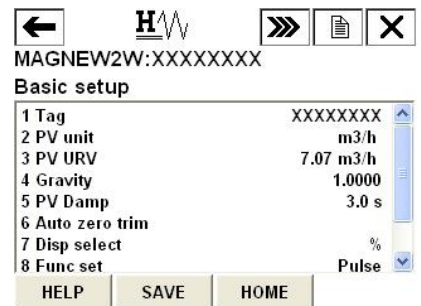 H
MAGNEW2W:XXXXXXXX
Basic setup
1 Tag XXXXXXXX
2 PV unit m3/h
3 PV URV 7.07 m3/h
4 Gravity 1.0000
5 PV Damp 3.0 s
6 Auto zero trim
7 Disp select %
8 Func set Pulse
HELP SAVE HOME